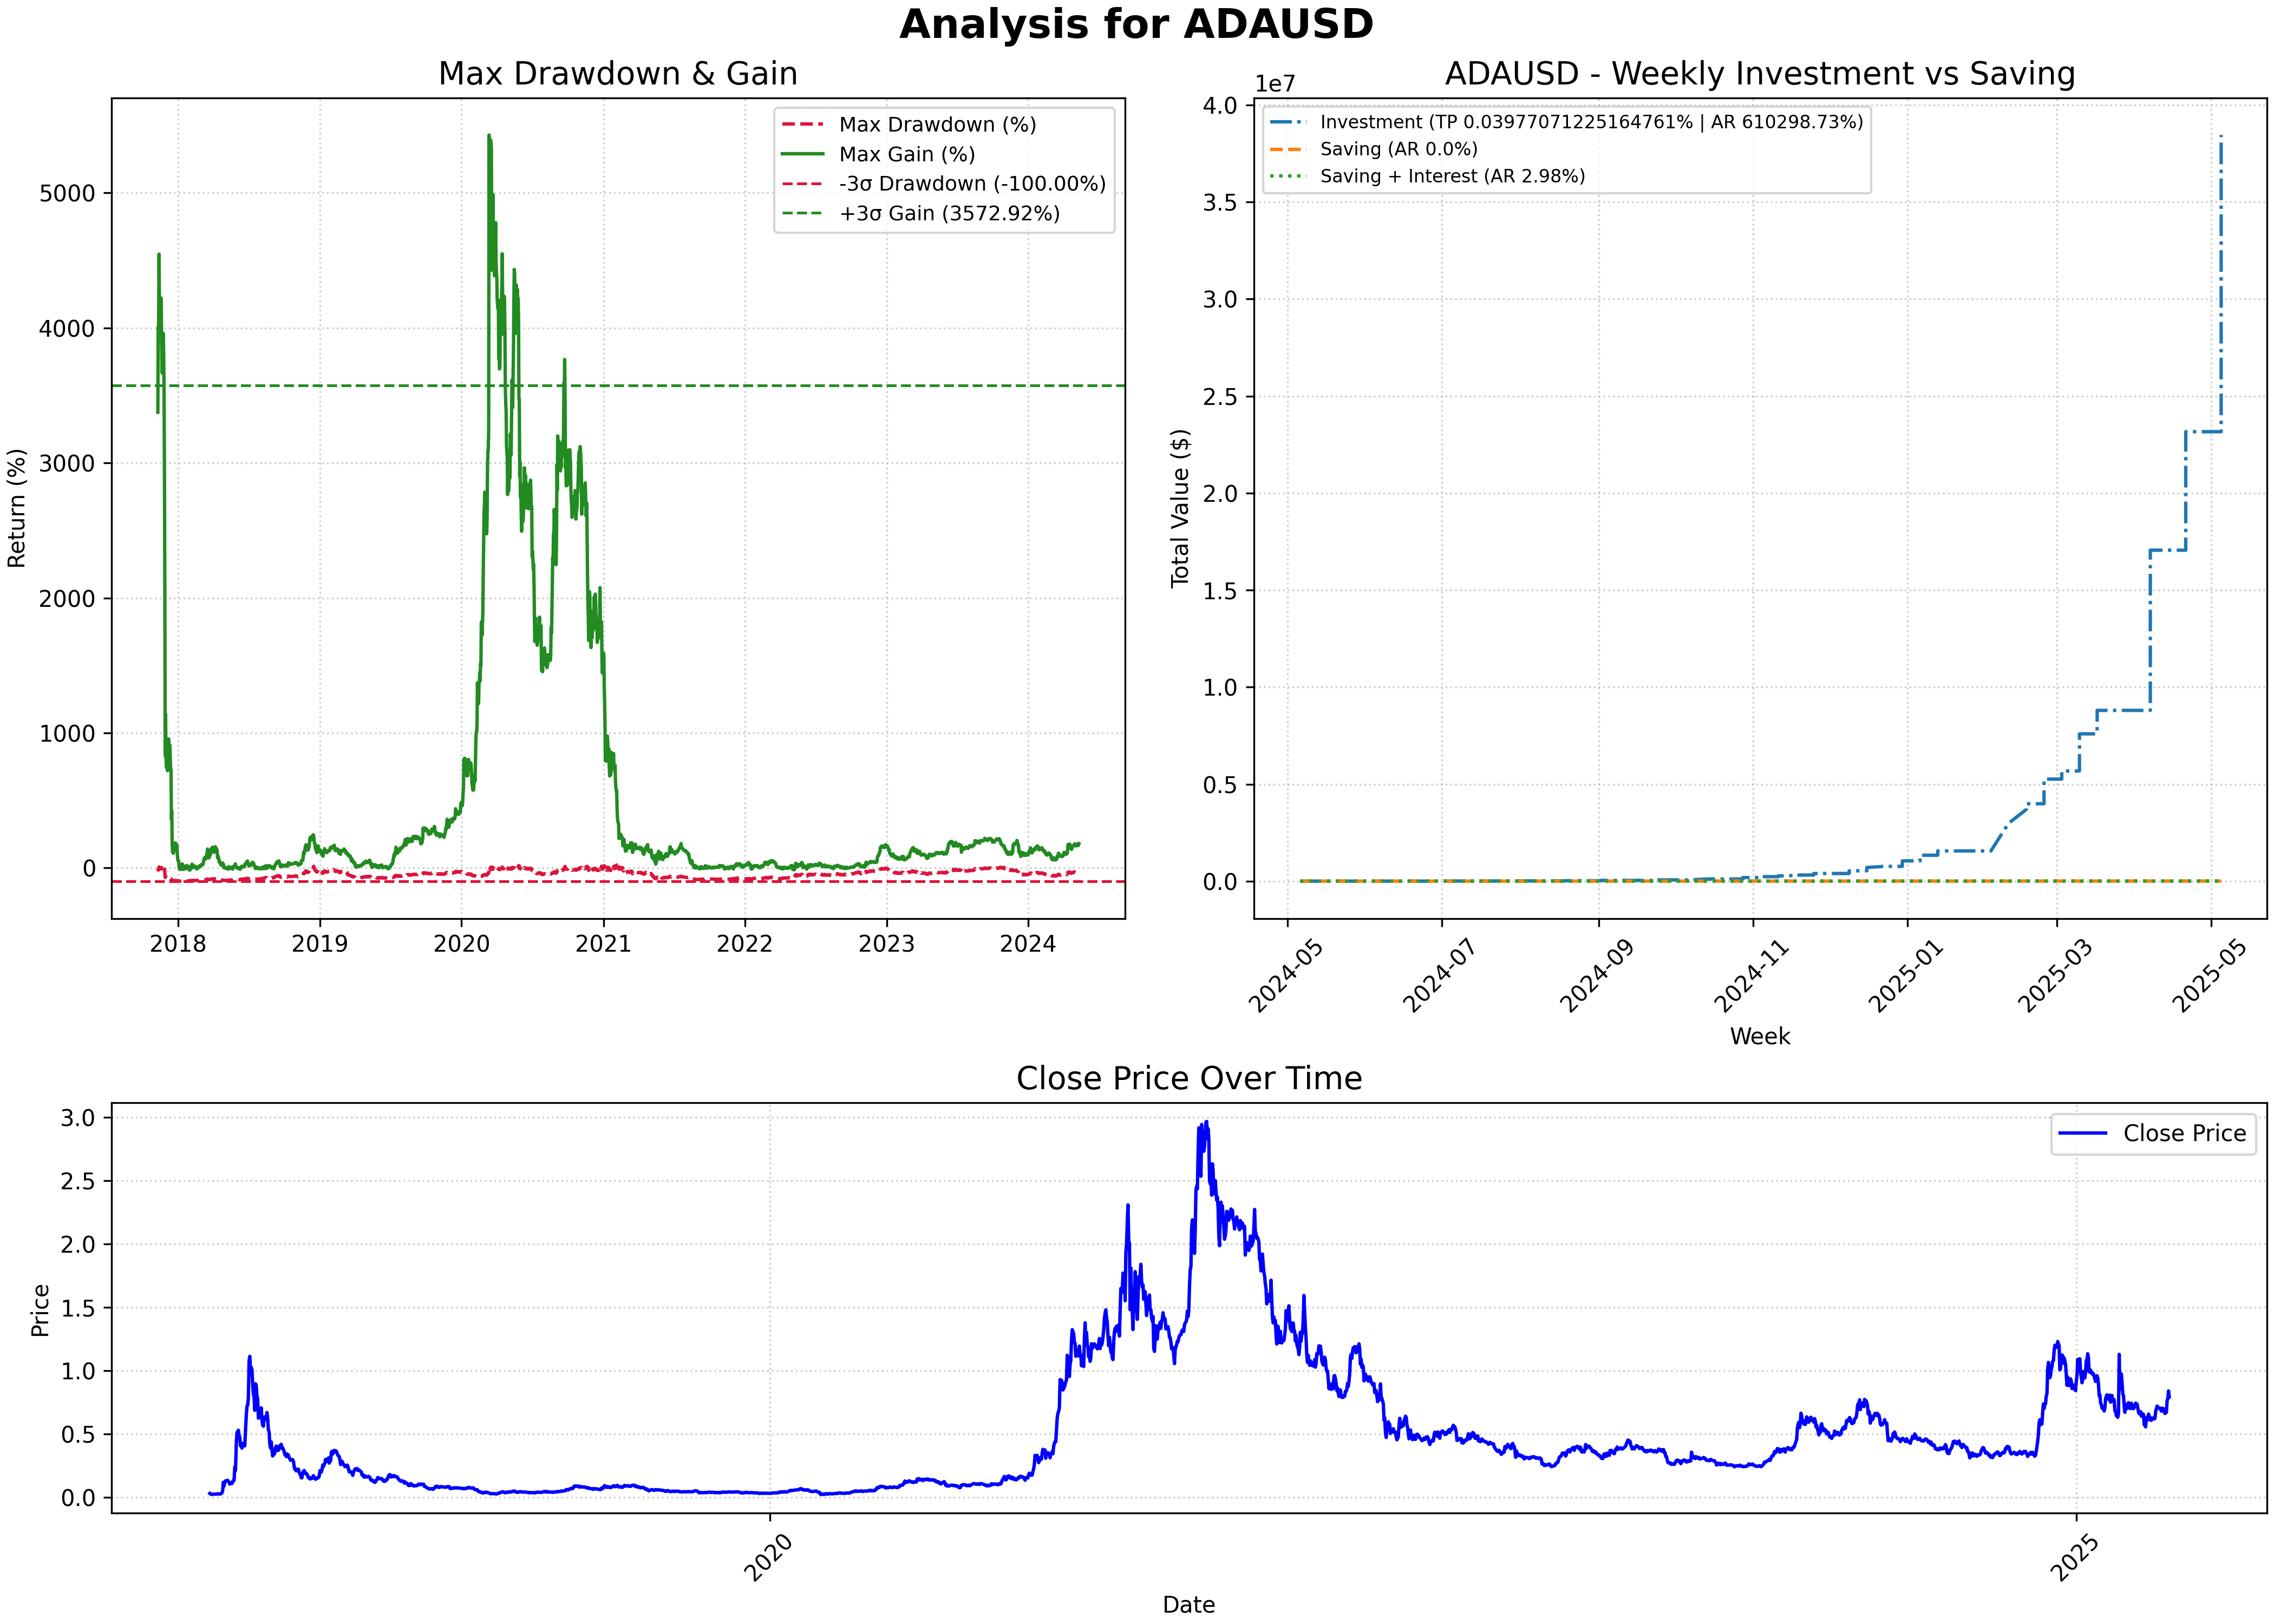 Analysis for ADAUSD
Max Drawdown & Gain
Return (%)
5000
4000
3000
2000
1000
0
2018 2019 2020 2021 2022 2023 2024
Max Drawdown (%)
Max Gain (%)
-3σ Drawdown (-100.00%)
+3σ Gain (3572.92%)
ADAUSD - Weekly Investment vs Saving
1e7
Total Value ($)
4.0
3.5
3.0
2.5
2.0
1.5
1.0
0.5
0.0
Investment (TP 0.03977071225164761% | AR 610298.73%)
Saving (AR 0.0%)
Saving + Interest (AR 2.98%)
2024-05 2024-07 2024-09 2024-11 2025-01 2025-03 2025-05
Week
Close Price Over Time
Price
3.0
2.5
2.0
1.5
1.0
0.5
0.0
Close Price
2020 2025
Date